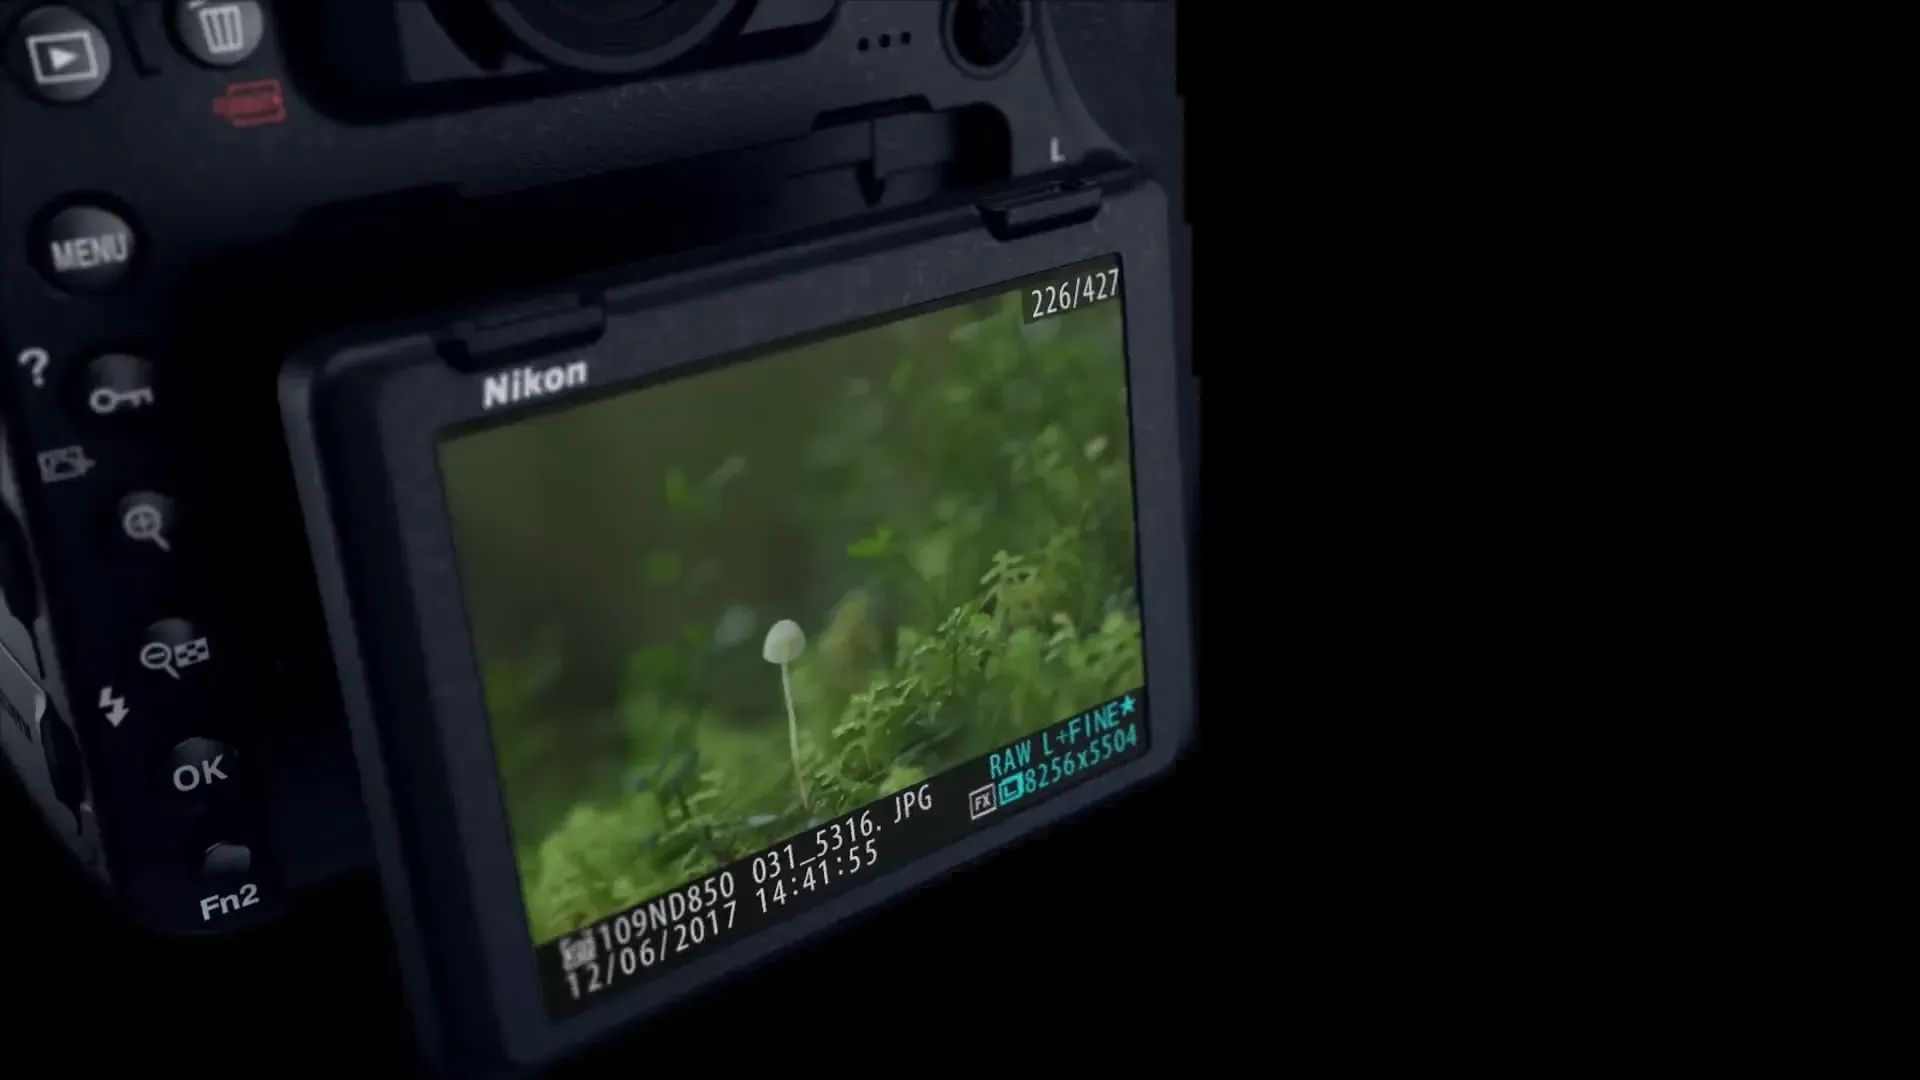 MENU
L
?
Nikon
226/427
OK
Fn2
RAW L+FINE★
FX L 8256x5504
109ND850 031_5316. JPG
12/06/2017 14:41:55